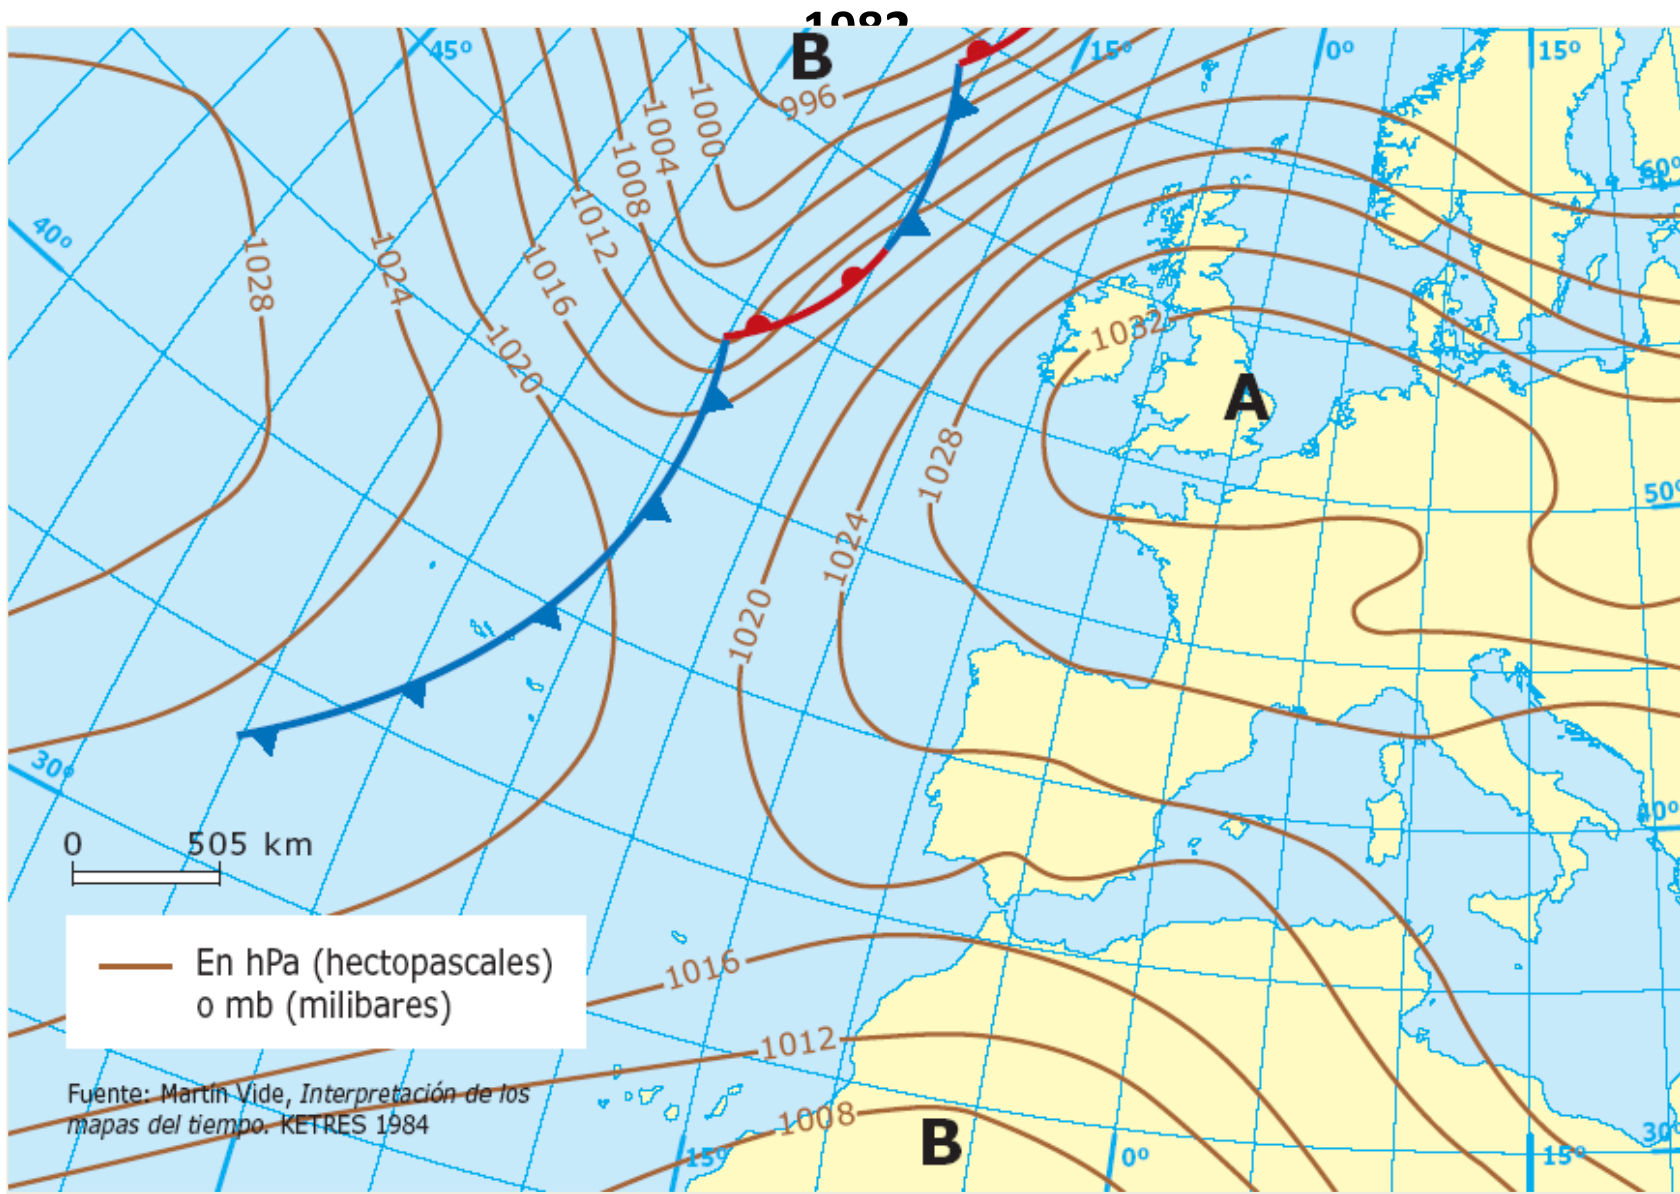 1982
B
45º
15º
0º
15º
996
1000
1004
1008
60º
1012
40º
1028
1024
1016
1032
1020
A
1028
50º
1024
1020
30º
40º
0 505 km
En hPa (hectopascales)
o mb (milibares)
1016
1012
1008
Fuente: Martín Vide, Interpretación de los
mapas del tiempo. KETRES 1984
B
15º
0º
15º
30º